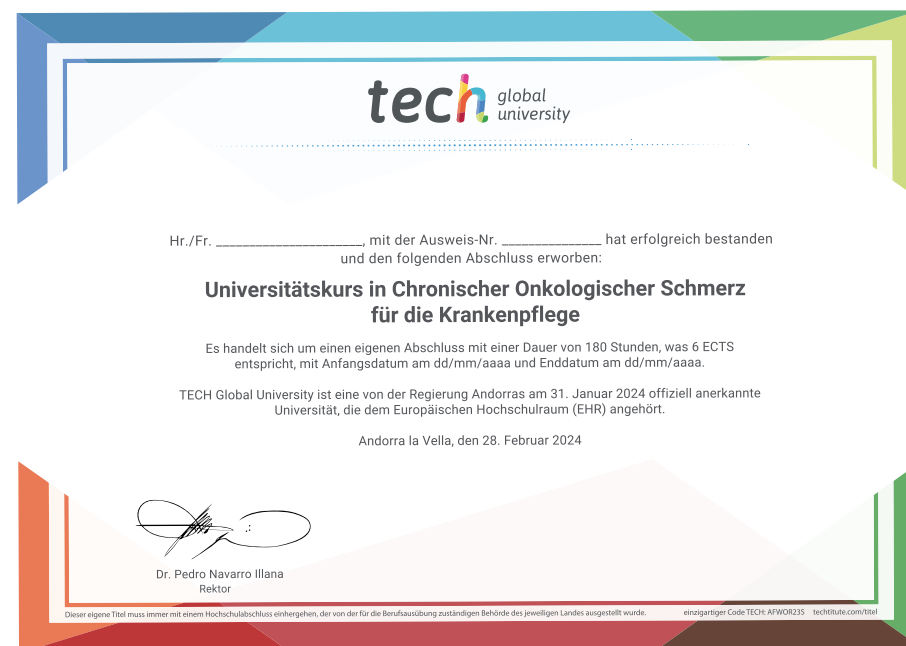 tech global university
Hr./Fr. ______________________, mit der Ausweis-Nr. _______________ hat erfolgreich bestanden
und den folgenden Abschluss erworben:
Universitätskurs in Chronischer Onkologischer Schmerz
für die Krankenpflege
Es handelt sich um einen eigenen Abschluss mit einer Dauer von 180 Stunden, was 6 ECTS
entspricht, mit Anfangsdatum am dd/mm/aaaa und Enddatum am dd/mm/aaaa.
TECH Global University ist eine von der Regierung Andorras am 31. Januar 2024 offiziell anerkannte
Universität, die dem Europäischen Hochschulraum (EHR) angehört.
Andorra la Vella, den 28. Februar 2024
Dr. Pedro Navarro Illana
Rektor
Dieser eigene Titel muss immer mit einem Hochschulabschluss einhergehen, der von der für die Berufsausübung zuständigen Behörde des jeweiligen Landes ausgestellt wurde. einzigartiger Code TECH: AFWOR23S techtitute.com/titel